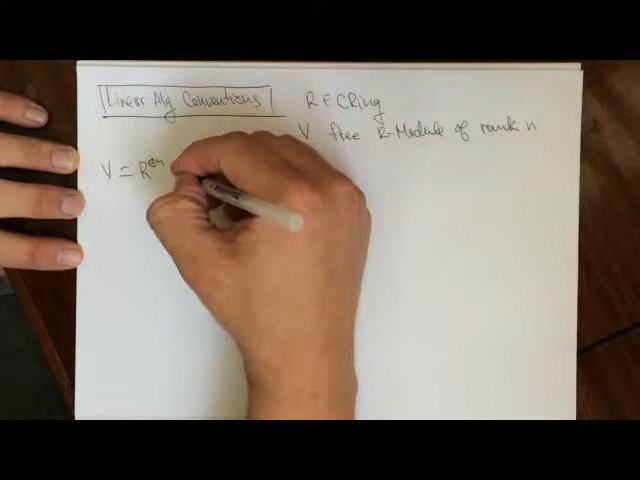 Linear Alg Conventions R ∈ CRing
V free R-Module of rank n
V ≃ R^{⊕n}